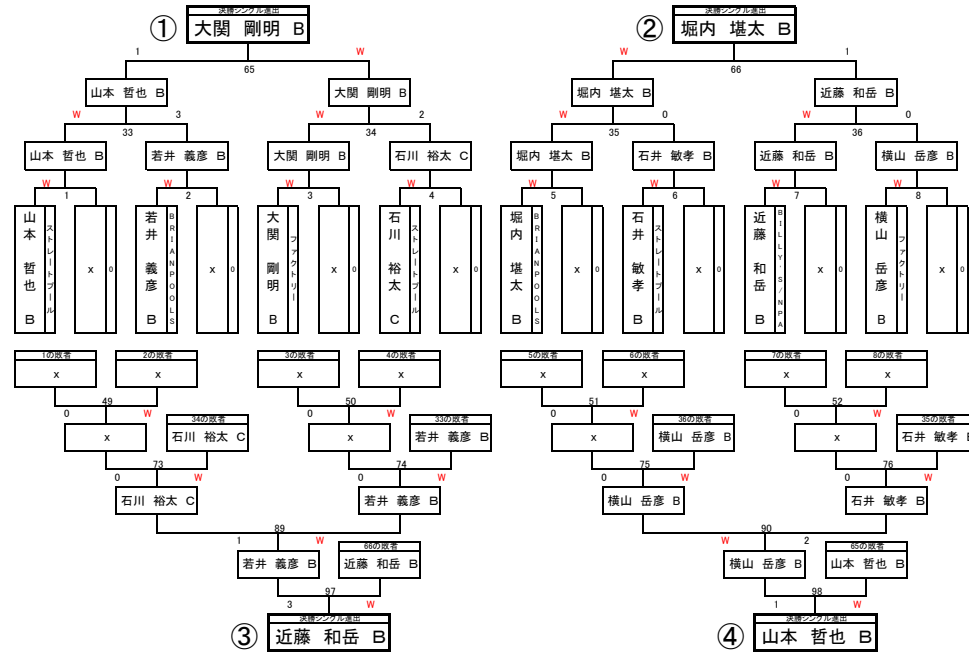 決勝シングル進出 決勝シングル進出
① 大関 剛明 B ② 堀内 堪太 B
1 W W 1
65 66
山本 哲也 B 大関 剛明 B 堀内 堪太 B 近藤 和岳 B
W 3 W 2 W 0 W 0
33 34 35 36
山本 哲也 B 若井 義彦 B 大関 剛明 B 石川 裕太 C 堀内 堪太 B 石井 敏孝 B 近藤 和岳 B 横山 岳彦 B
W W W W W W W W
1 2 3 4 5 6 7 8
山本 哲也 B ストレートプール x 0 若井 義彦 B BRIANPOOLS x 0 大関 剛明 B ファクトリー x 0 石川 裕太 C ストレートプール x 0 堀内 堪太 B BRIANPOOLS x 0 石井 敏孝 B ストレートプール x 0 近藤 和岳 B BILLY'S/NPA x 0 横山 岳彦 B ファクトリー x 0
1の敗者 2の敗者 3の敗者 4の敗者 5の敗者 6の敗者 7の敗者 8の敗者
x x x x x x x x
49 50 51 52
0 W 0 W 0 W 0 W
34の敗者 33の敗者 36の敗者 35の敗者
x 石川 裕太 C x 若井 義彦 B x 横山 岳彦 B x 石井 敏孝 B
73 74 75 76
0 W 0 W 0 W 0 W
石川 裕太 C 若井 義彦 B 横山 岳彦 B 石井 敏孝 B
89 90
1 W W 2
66の敗者 65の敗者
若井 義彦 B 近藤 和岳 B 横山 岳彦 B 山本 哲也 B
97 98
3 W 1 W
決勝シングル進出 決勝シングル進出
③ 近藤 和岳 B ④ 山本 哲也 B